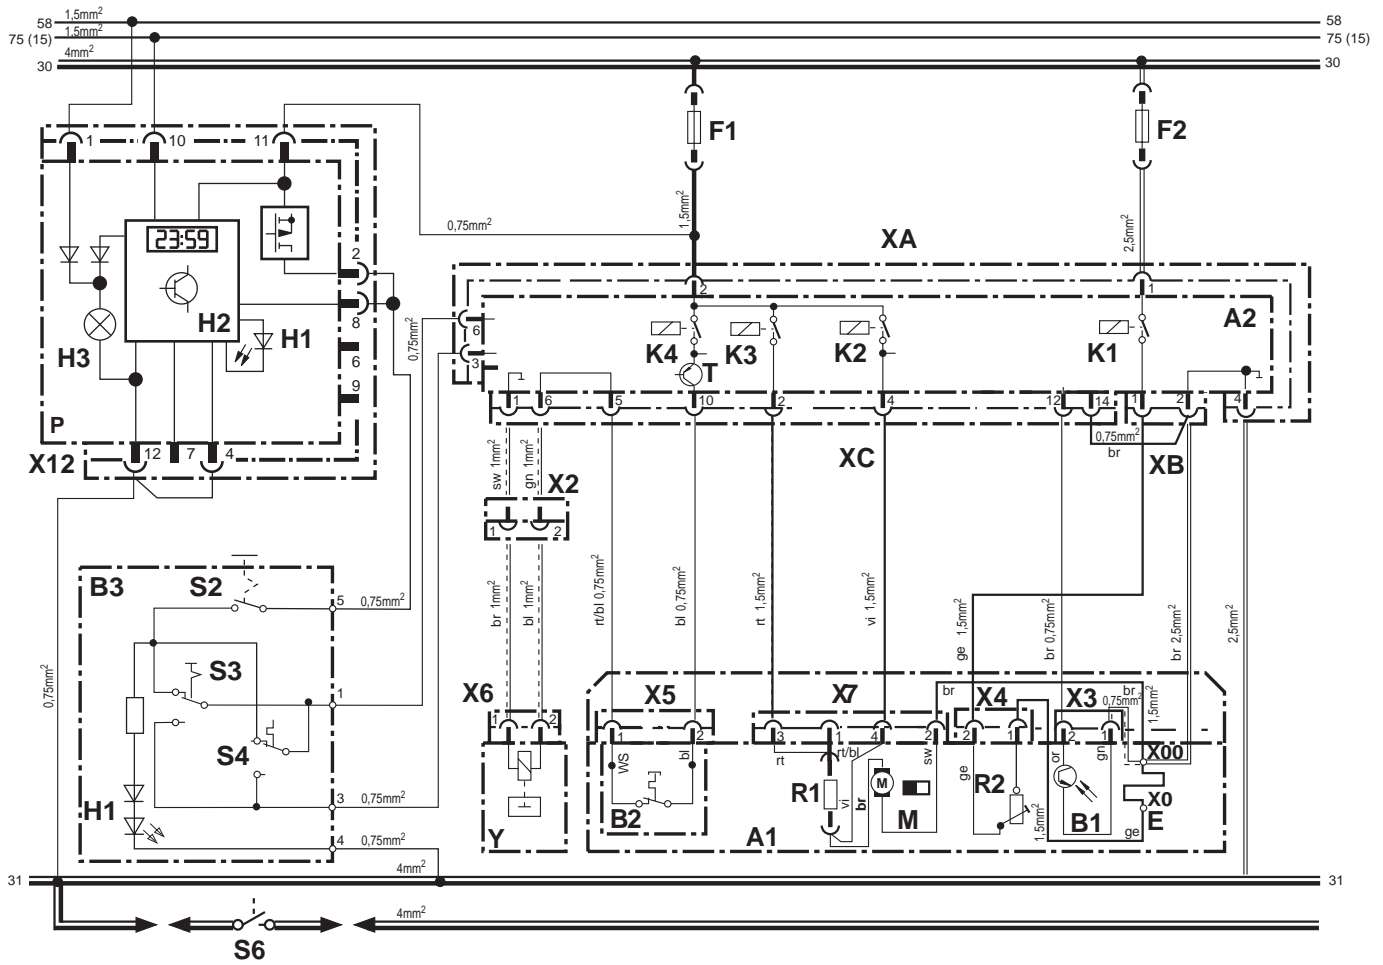 58 1,5mm² 58
75 (15) 1,5mm² 75 (15)
4mm²
30 30
F1 F2
1 10 11
1,5mm² 2,5mm²
0,75mm²
23:59
XA
2
2 1
H2 H1 8
H3
0,75mm²
6 A2
K4 K3 K2 K1
6 3
T
9
1 6 5 10 2 4 12 14 1 2 4
P
0,75mm²
br
X12 12 7 4
XC XB
sw 1mm² gn 1mm² X2
1 2
B3 S2
br 1mm² bl 1mm² rt/bl 0,75mm² bl 0,75mm² rt 1,5mm² vi 1,5mm² ge 1,5mm² br 0,75mm² br 2,5mm² 2,5mm²
5 0,75mm²
S3
0,75mm²
1
X6 X5 X7 br X4 X3 br
0,75mm²
1,5mm²
1 2 1 2 3 1 4 2 2 1 2 1
S4
WS bl rt rt/bl sw ge or gn X00
R1 vi br M M R2 1,5mm² X0
3 0,75mm²
H1 B2 B1 E
Y A1 ge
4 0,75mm²
4mm²
31 31
4mm²
S6